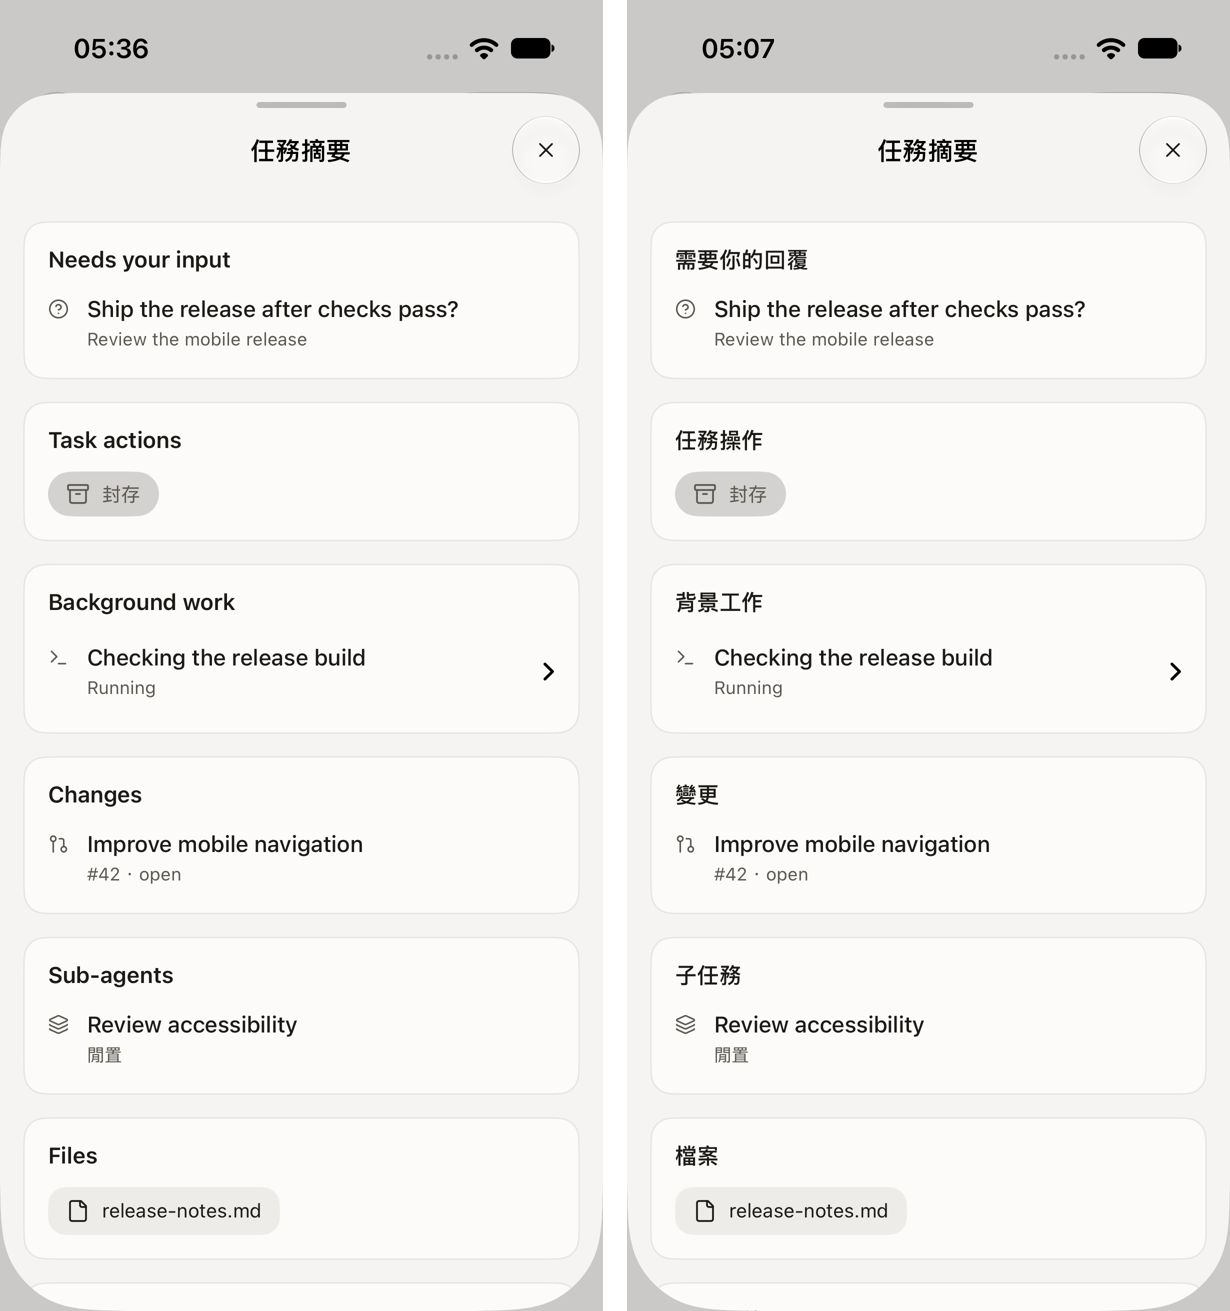 05:36
任務摘要
Needs your input
Ship the release after checks pass?
Review the mobile release
Task actions
封存
Background work
Checking the release build
Running
Changes
Improve mobile navigation
#42 · open
Sub-agents
Review accessibility
閒置
Files
release-notes.md
05:07
任務摘要
需要你的回覆
Ship the release after checks pass?
Review the mobile release
任務操作
封存
背景工作
Checking the release build
Running
變更
Improve mobile navigation
#42 · open
子任務
Review accessibility
閒置
檔案
release-notes.md